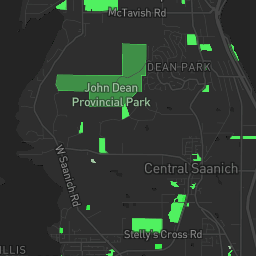 McTavish Rd
DEAN PARK
John Dean
Provincial Park
W Saanich Rd
Central Saanich
Stelly's Cross Rd